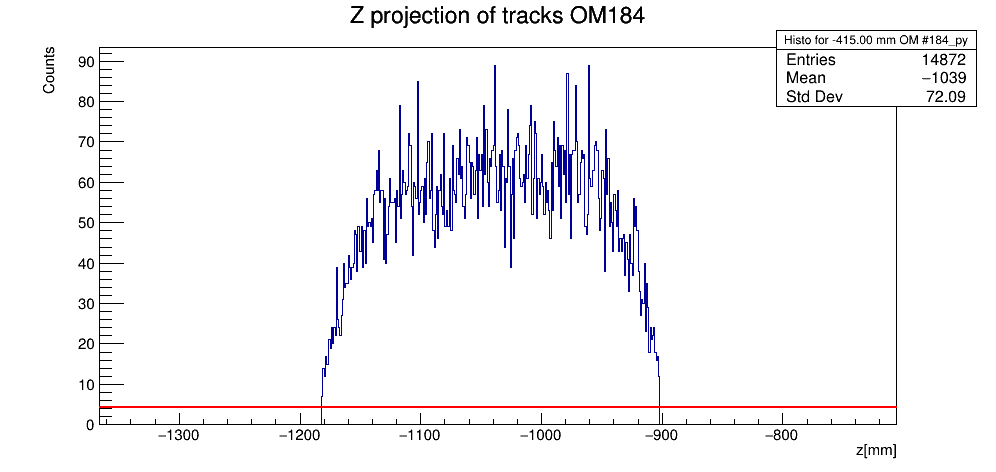 Z projection of tracks OM184
Histo for -415.00 mm OM #184_py
Entries 14872
Mean −1039
Std Dev 72.09
Counts
90
80
70
60
50
40
30
20
10
0
−1300 −1200 −1100 −1000 −900 −800
z[mm]